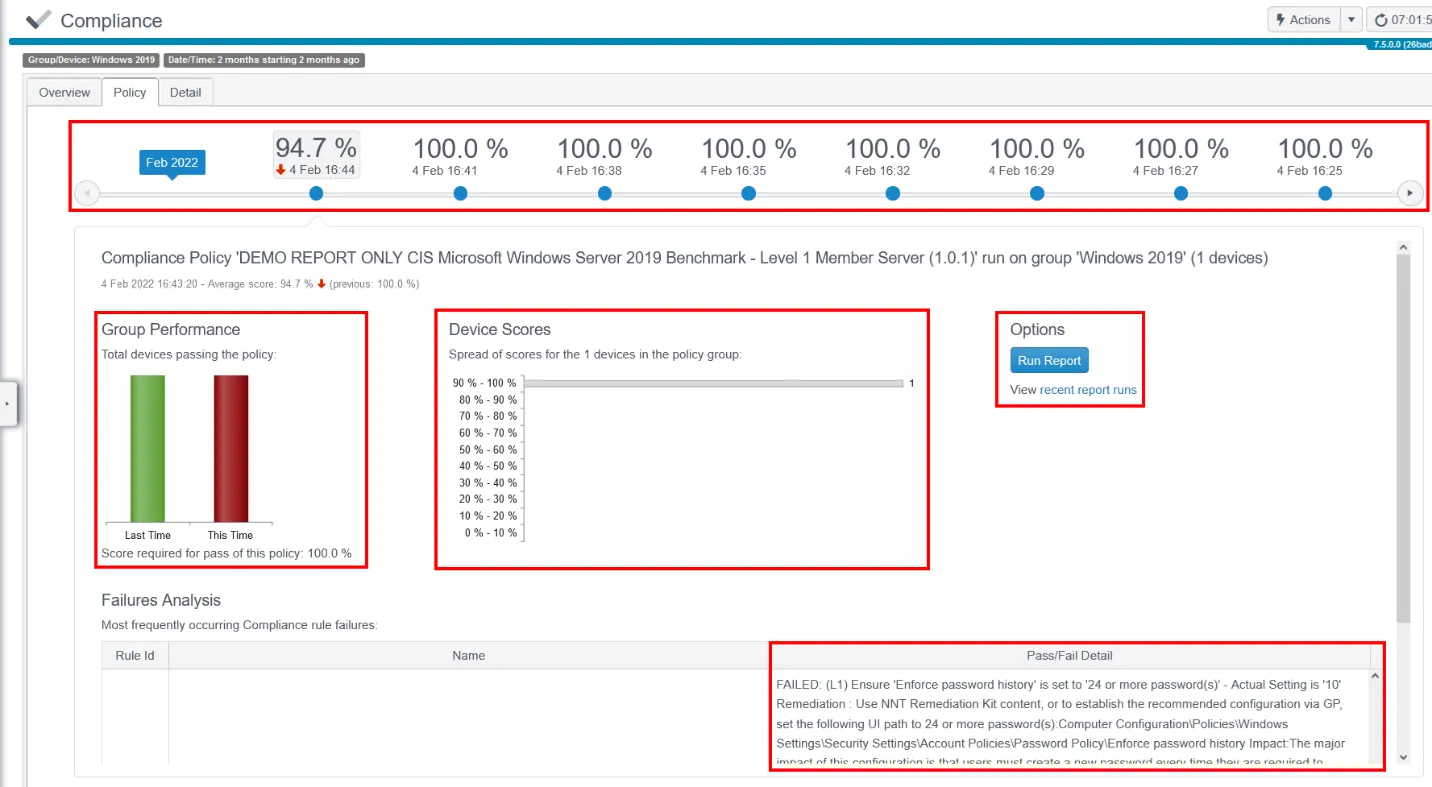 Compliance
Actions
07:01:5
7.5.0.0 (26bad
Group/Device: Windows 2019 Date/Time: 2 months starting 2 months ago
Overview Policy Detail
Feb 2022
94.7 % 100.0 % 100.0 % 100.0 % 100.0 % 100.0 % 100.0 % 100.0 %
4 Feb 16:44 4 Feb 16:41 4 Feb 16:38 4 Feb 16:35 4 Feb 16:32 4 Feb 16:29 4 Feb 16:27 4 Feb 16:25
Compliance Policy 'DEMO REPORT ONLY CIS Microsoft Windows Server 2019 Benchmark - Level 1 Member Server (1.0.1)' run on group 'Windows 2019' (1 devices)
4 Feb 2022 16:43:20 - Average score: 94.7 % (previous: 100.0 %)
Group Performance
Total devices passing the policy:
Last Time This Time
Score required for pass of this policy: 100.0 %
Device Scores
Spread of scores for the 1 devices in the policy group:
90 % - 100 % 1
80 % - 90 %
70 % - 80 %
60 % - 70 %
50 % - 60 %
40 % - 50 %
30 % - 40 %
20 % - 30 %
10 % - 20 %
0 % - 10 %
Options
Run Report
View recent report runs
Failures Analysis
Most frequently occurring Compliance rule failures:
Rule Id Name Pass/Fail Detail
FAILED: (L1) Ensure 'Enforce password history' is set to '24 or more password(s)' - Actual Setting is '10'
Remediation : Use NNT Remediation Kit content, or to establish the recommended configuration via GP,
set the following UI path to 24 or more password(s):Computer Configuration\Policies\Windows
Settings\Security Settings\Account Policies\Password Policy\Enforce password history Impact:The major
impact of this configuration is that users must create a new password every time they are required to